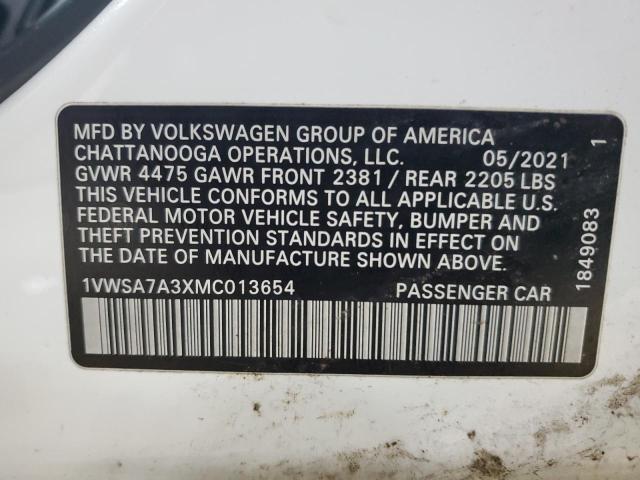 MFD BY VOLKSWAGEN GROUP OF AMERICA
CHATTANOOGA OPERATIONS, LLC. 05/2021
GVWR 4475 GAWR FRONT 2381 / REAR 2205 LBS
THIS VEHICLE CONFORMS TO ALL APPLICABLE U.S.
FEDERAL MOTOR VEHICLE SAFETY, BUMPER AND
THEFT PREVENTION STANDARDS IN EFFECT ON
THE DATE OF MANUFACTURE SHOWN ABOVE.
1VWSA7A3XMC013654 PASSENGER CAR
1849083 1